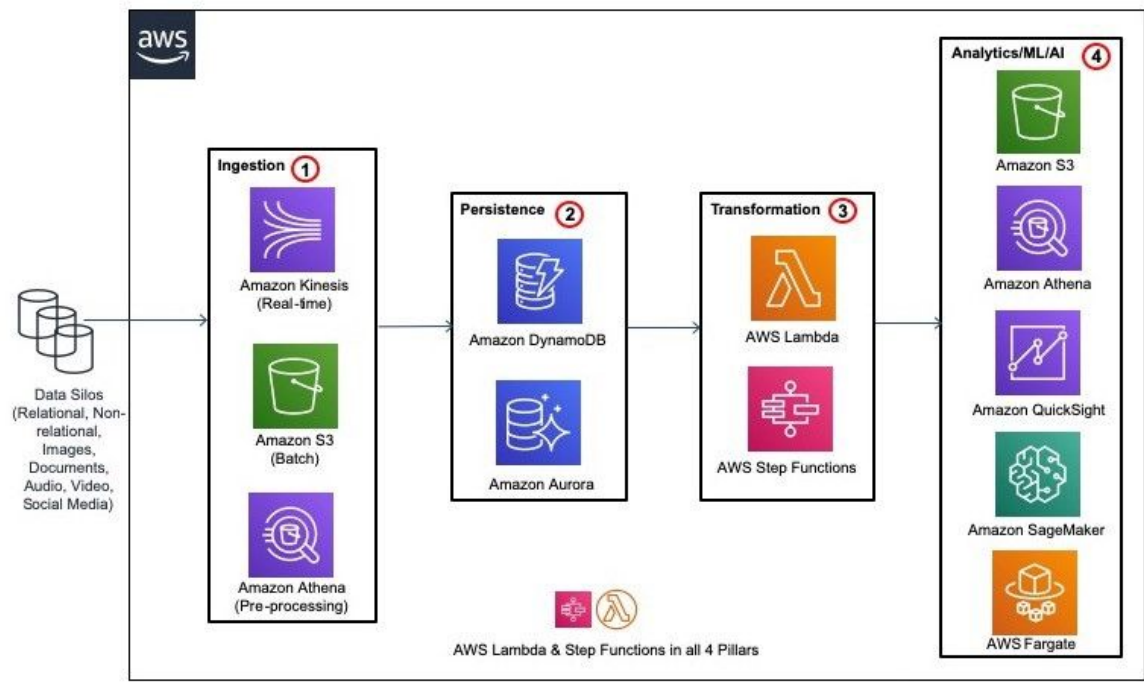 aws
Data Silos
(Relational, Non-
relational,
Images,
Documents,
Audio, Video,
Social Media)
Ingestion 1
Amazon Kinesis
(Real-time)
Amazon S3
(Batch)
Amazon Athena
(Pre-processing)
Persistence 2
Amazon DynamoDB
Amazon Aurora
Transformation 3
AWS Lambda
AWS Step Functions
Analytics/ML/AI 4
Amazon S3
Amazon Athena
Amazon QuickSight
Amazon SageMaker
AWS Fargate
AWS Lambda & Step Functions in all 4 Pillars